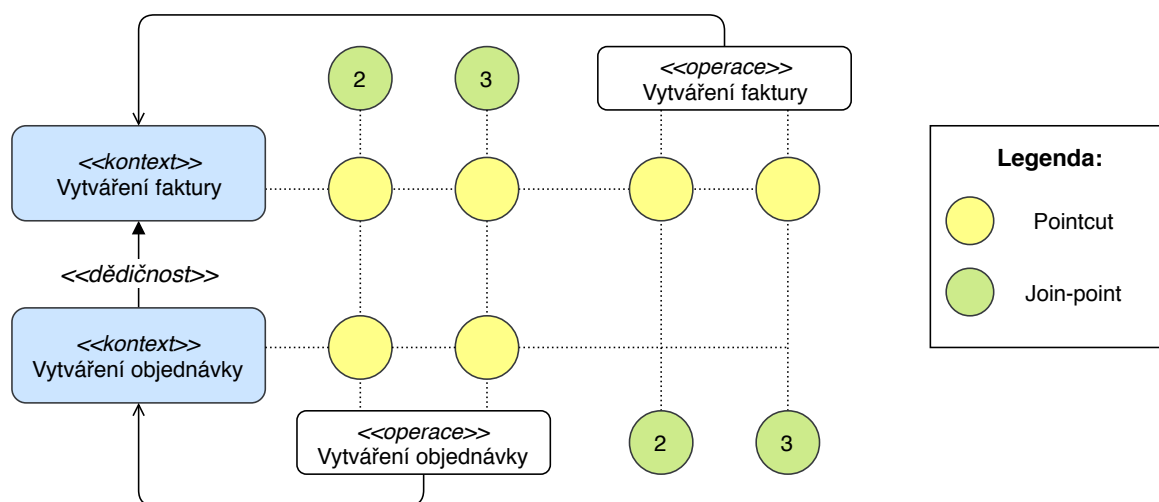 2
3
<<operace>>
Vytváření faktury
<<kontext>>
Vytváření faktury
<<dědičnost>>
<<kontext>>
Vytváření objednávky
<<operace>>
Vytváření objednávky
2
3
Legenda:
Pointcut
Join-point